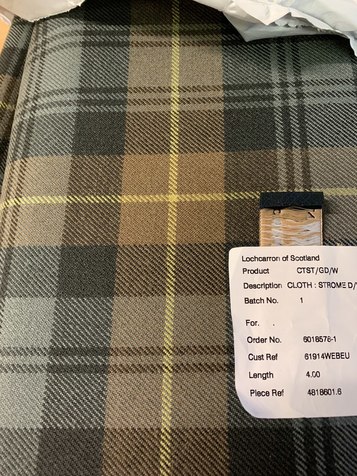 Lochcarron of Scotland
Product CTST/GD/W
Description CLOTH : STROME D/
Batch No. 1
For. .
Order No. 6018578-1
Cust Ref 61914WEBEU
Length 4.00
Piece Ref 4818601.6